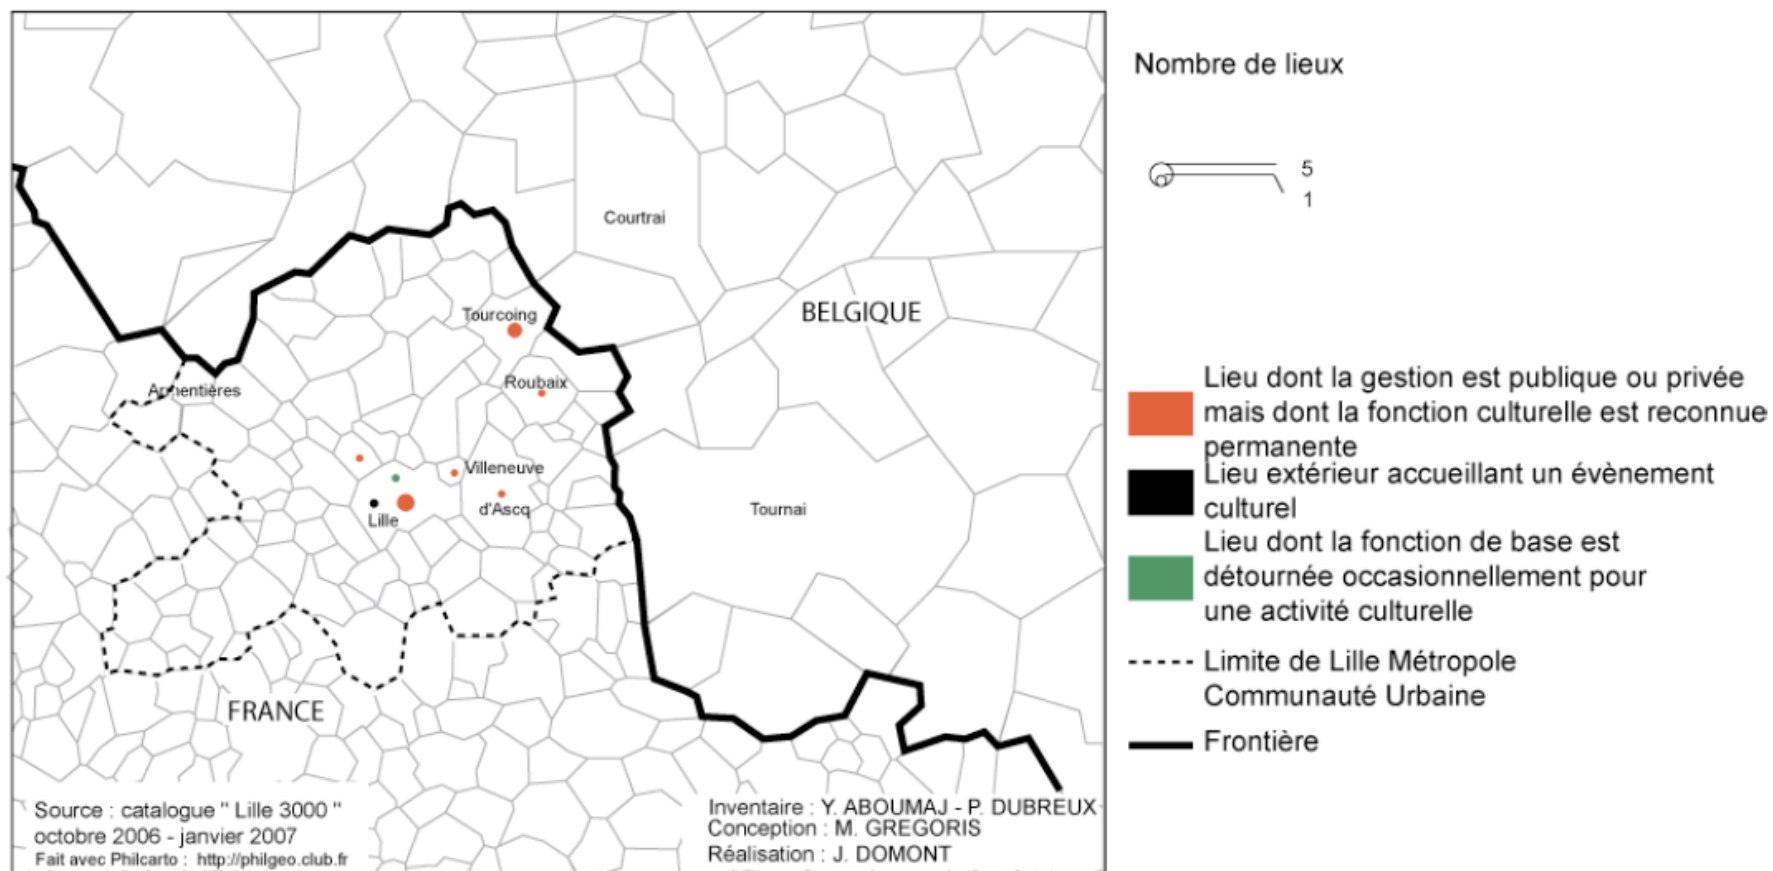 Nombre de lieux
5
1
Courtrai
BELGIQUE
Tourcoing
Roubaix
Armentières
Villeneuve
d'Ascq
Lille
Tournai
FRANCE
Lieu dont la gestion est publique ou privée
mais dont la fonction culturelle est reconnue
permanente
Lieu extérieur accueillant un évènement
culturel
Lieu dont la fonction de base est
détournée occasionnellement pour
une activité culturelle
Limite de Lille Métropole
Communauté Urbaine
Frontière
Source : catalogue " Lille 3000 "
octobre 2006 - janvier 2007
Fait avec Philcarto : http://philgeo.club.fr
Inventaire : Y. ABOUMAJ - P. DUBREUX
Conception : M. GREGORIS
Réalisation : J. DOMONT